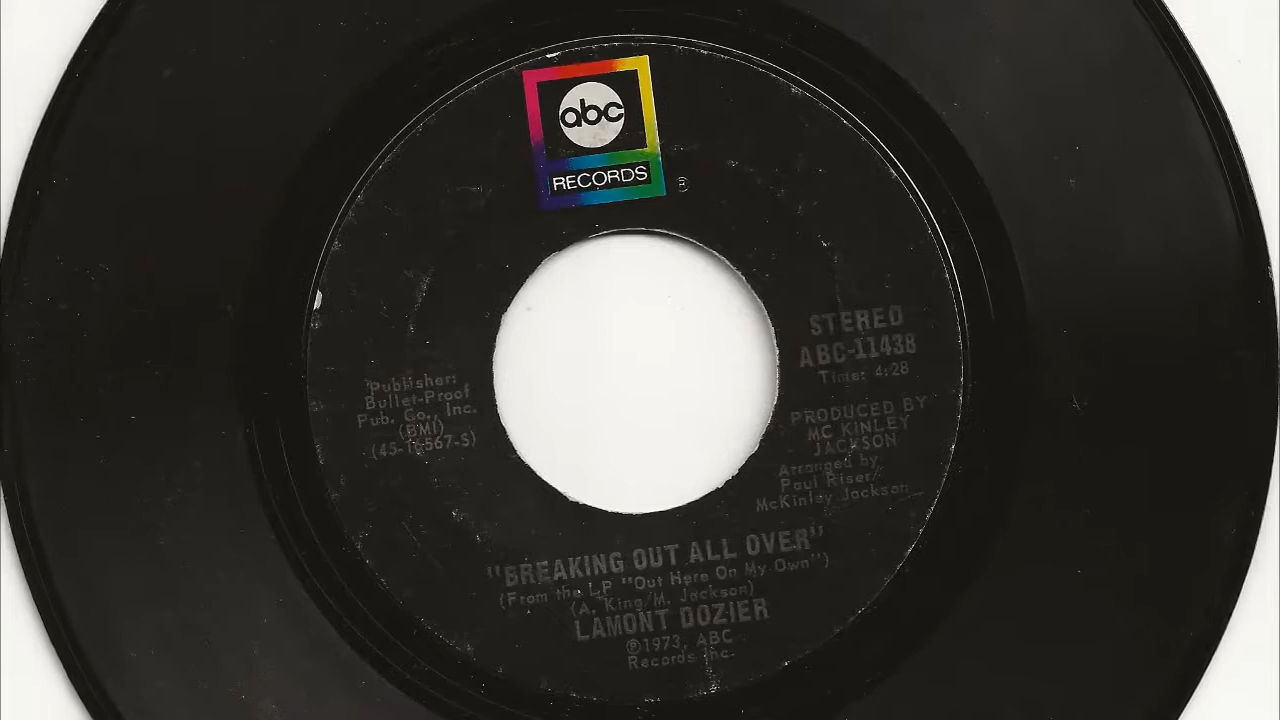 abc
RECORDS
®
STEREO
ABC-11438
Time: 4:28
Publisher:
Bullet-Proof
Pub. Co., Inc.
(BMI)
(45-16567-S)
PRODUCED BY
MC KINLEY
JACKSON
Arranged by
Paul Riser/
McKinley Jackson
"BREAKING OUT ALL OVER"
(From the LP "Out Here On My Own")
(A. King/M. Jackson)
LAMONT DOZIER
℗1973, ABC
Records Inc.